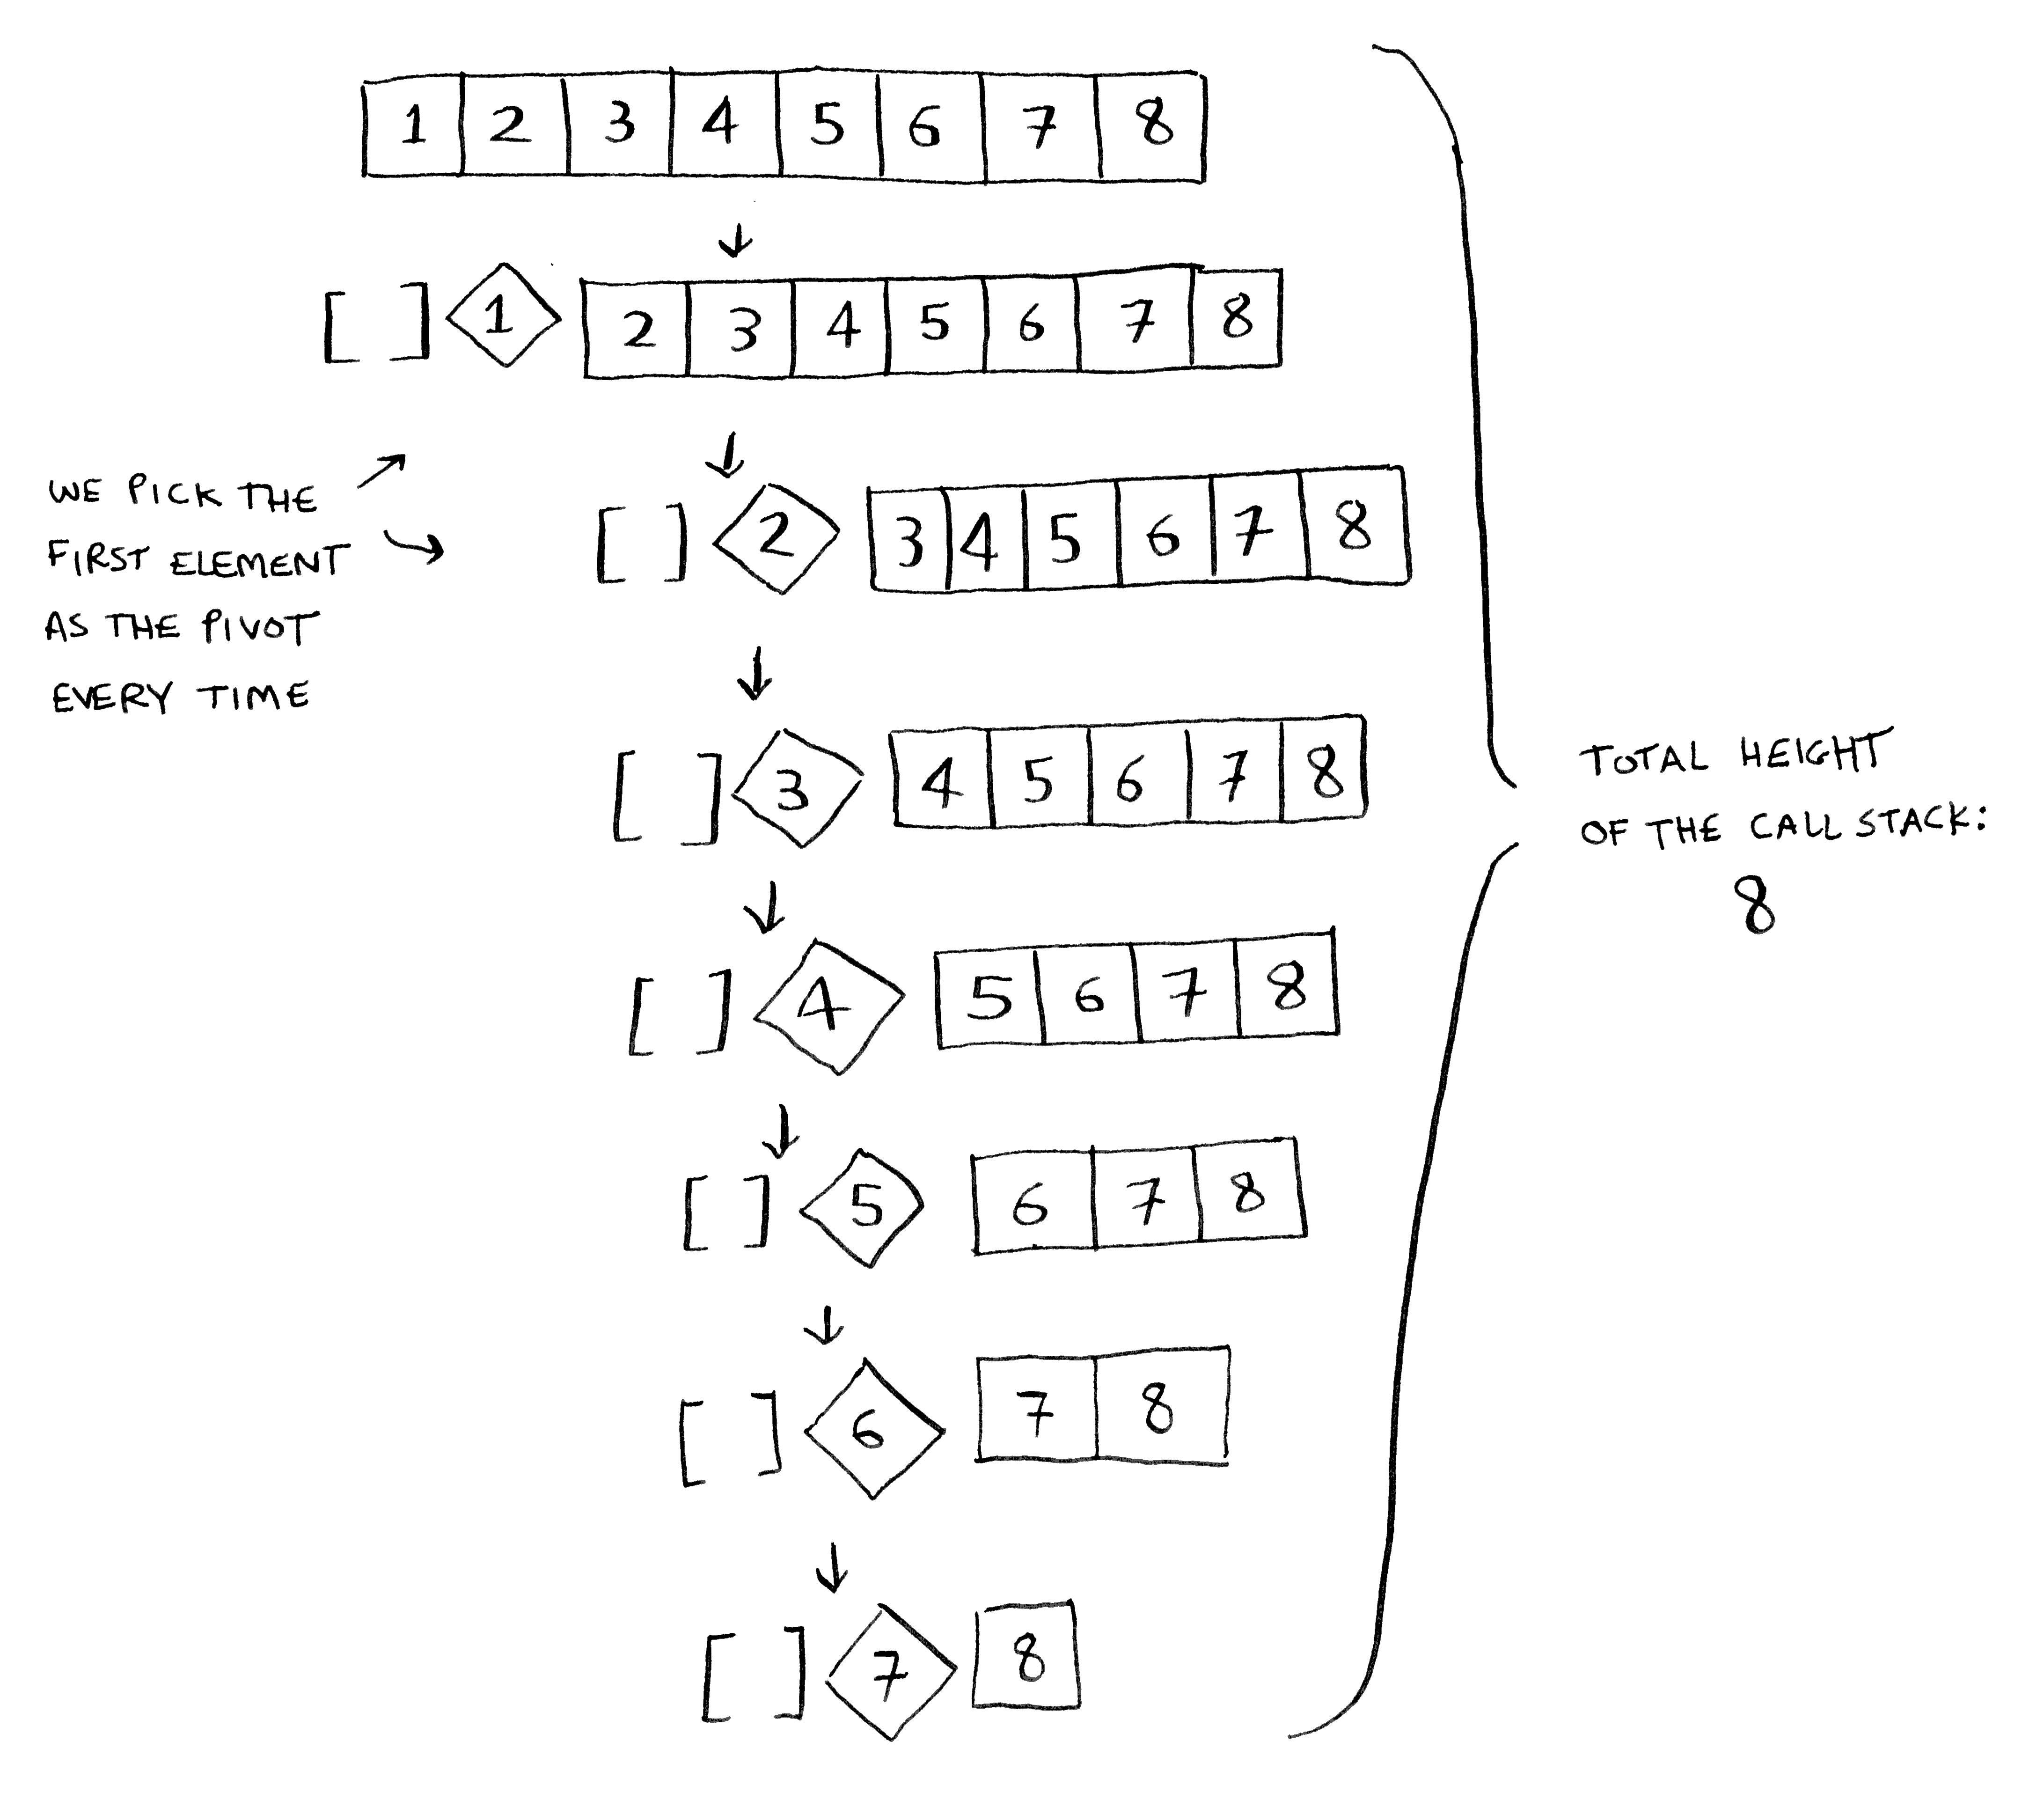 1 2 3 4 5 6 7 8
[ ] 1 2 3 4 5 6 7 8
[ ] 2 3 4 5 6 7 8
WE PICK THE
FIRST ELEMENT
AS THE PIVOT
EVERY TIME
[ ] 3 4 5 6 7 8
TOTAL HEIGHT
OF THE CALL STACK:
8
[ ] 4 5 6 7 8
[ ] 5 6 7 8
[ ] 6 7 8
[ ] 7 8